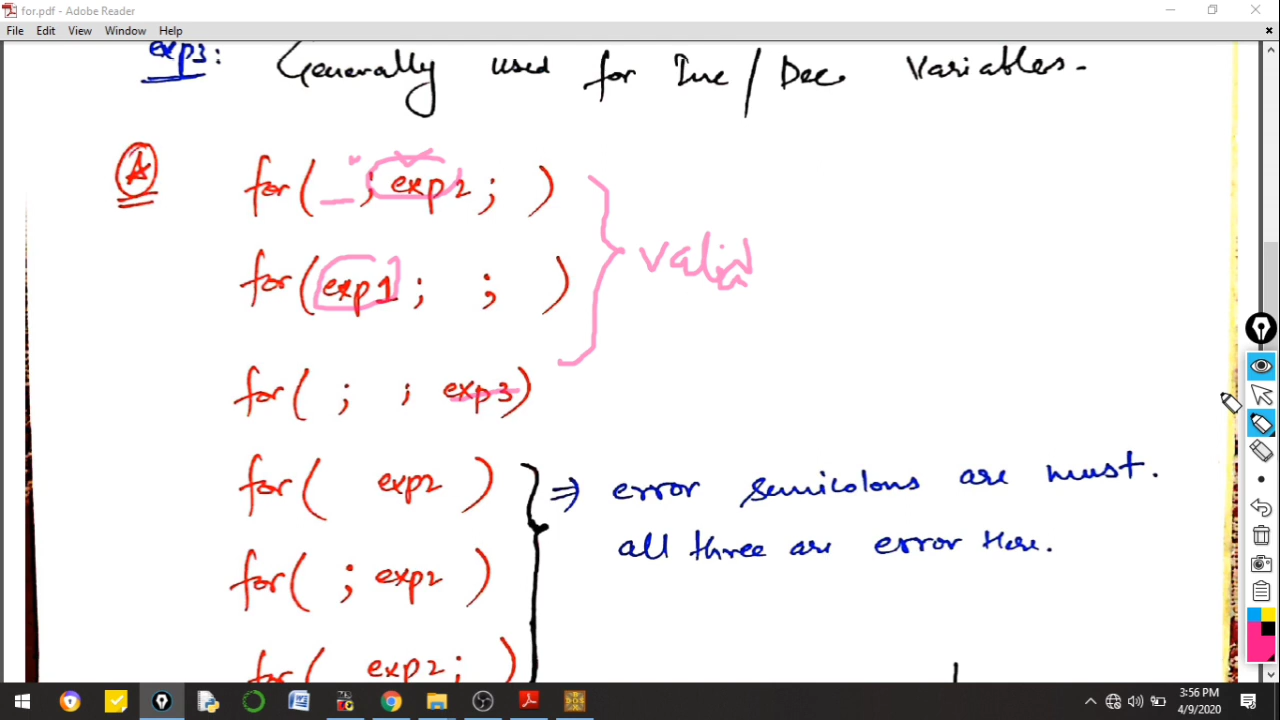 for.pdf - Adobe Reader
File Edit View Window Help
exp3: Generally used for Inc/Dec. Variables.
A
for( _ ; exp2 ; )
for( exp1 ; ; )
valid
for( ; ; exp3)
for( exp2 )
⇒ error semicolons are must.
all three are error Here.
for( ; exp2 )
for( exp2; )
3:56 PM
4/9/2020